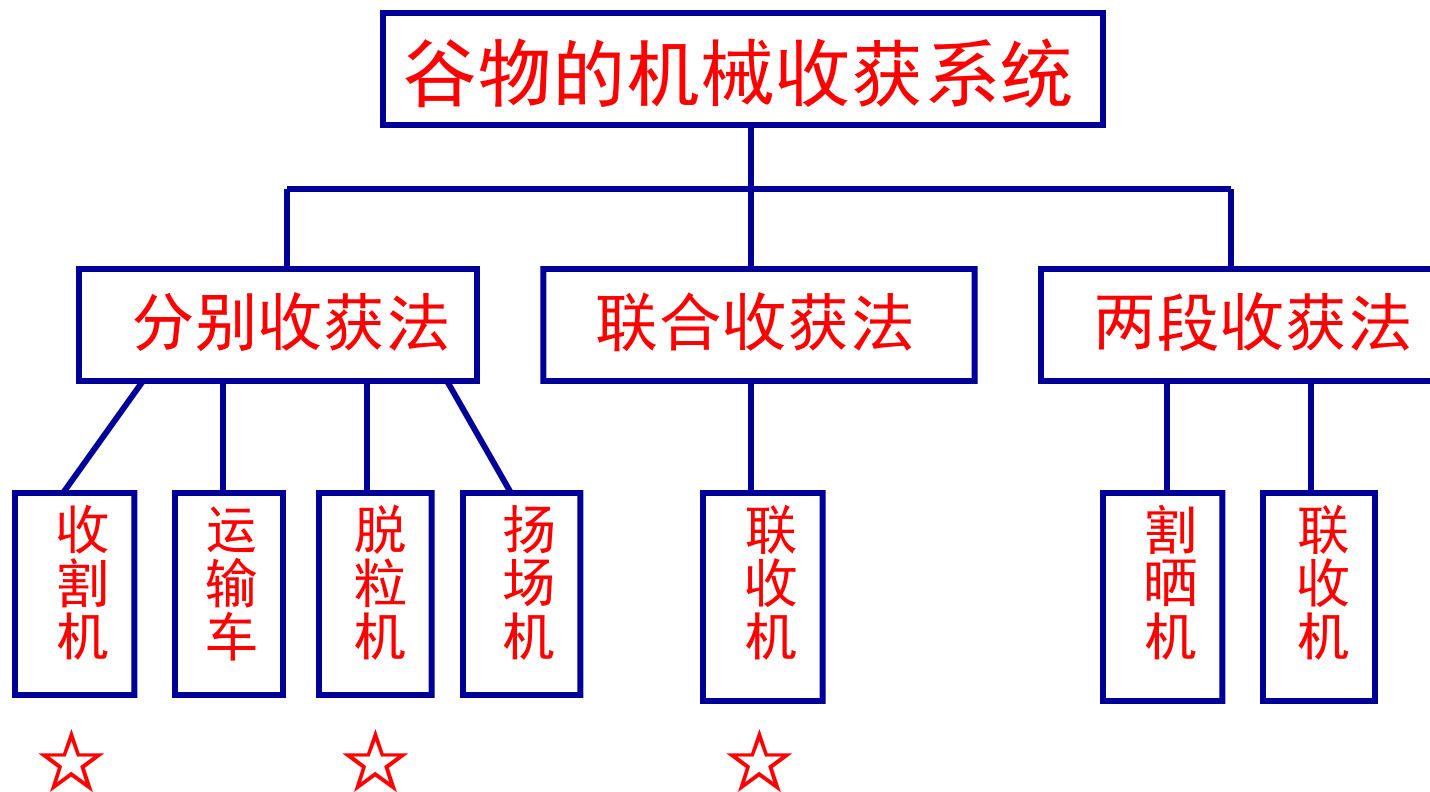 谷物的机械收获系统
分别收获法
联合收获法
两段收获法
收割机
运输车
脱粒机
扬场机
联收机
割晒机
联收机